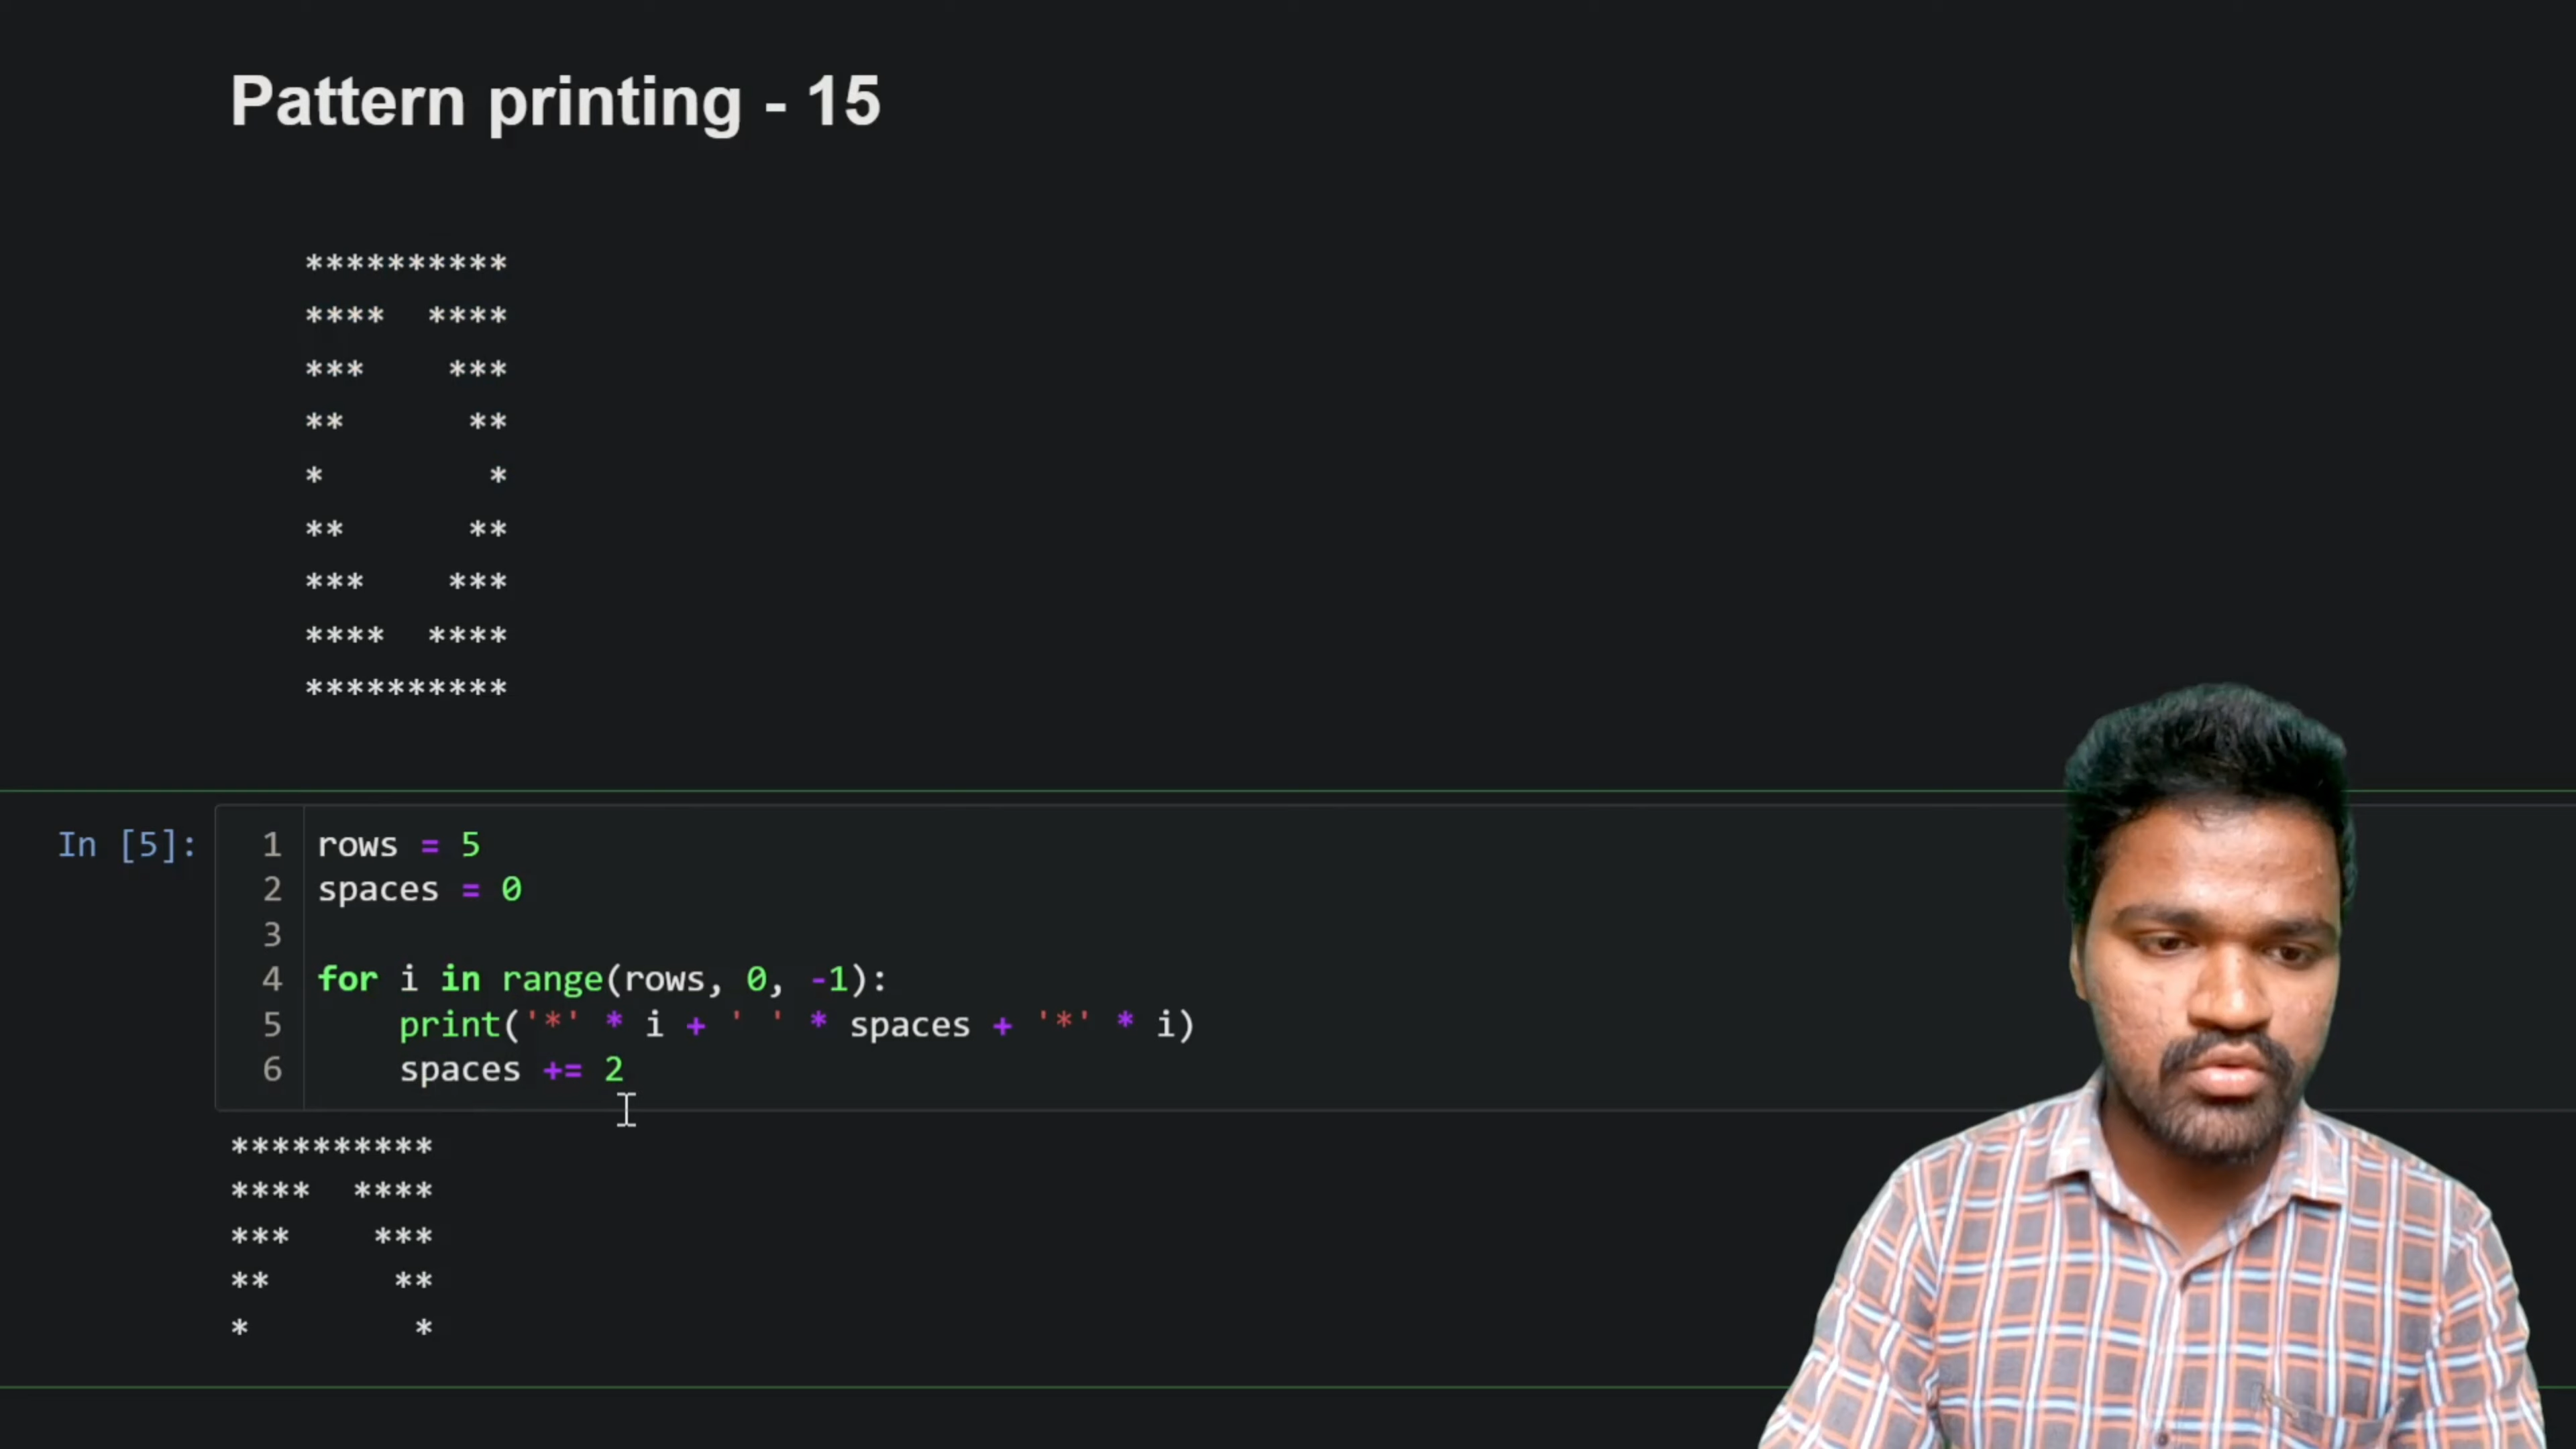 Pattern printing - 15
**********
****  ****
***    ***
**      **
*        *
**      **
***    ***
****  ****
**********
In [5]:
1 rows = 5
2 spaces = 0
3
4 for i in range(rows, 0, -1):
5     print('*' * i + ' ' * spaces + '*' * i)
6     spaces += 2
**********
****  ****
***    ***
**      **
*        *